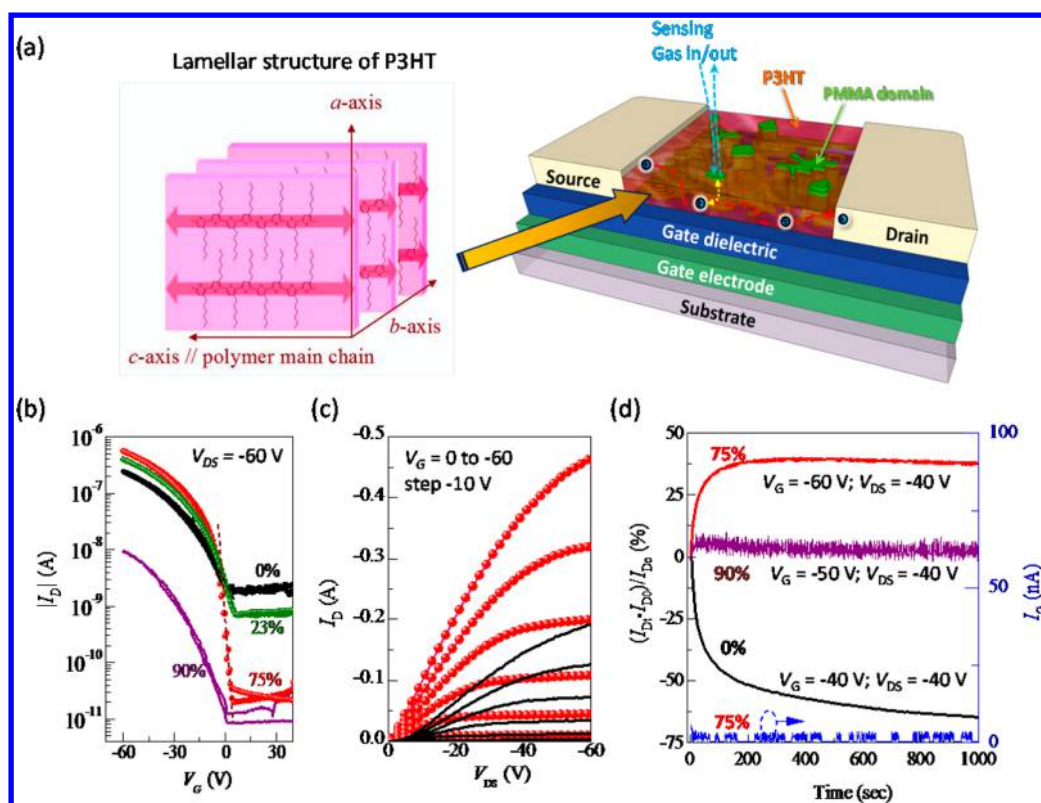 (a)
Lamellar structure of P3HT
a-axis
b-axis
c-axis // polymer main chain
Sensing
Gas in/out
P3HT
PMMA domain
Source
Drain
Gate dielectric
Gate electrode
Substrate
(b)
10⁻⁶
10⁻⁷
10⁻⁸
10⁻⁹
10⁻¹⁰
10⁻¹¹
|I_D| (A)
V_DS = -60 V
0%
23%
90%
75%
-60
-30
0
30
V_G (V)
(c)
-0.5
-0.4
-0.3
-0.2
-0.1
0.0
I_D (A)
V_G = 0 to -60
step -10 V
0
-20
-40
-60
V_DS (V)
(d)
50
25
0
-25
-50
-75
(I_Dt-I_D0)/I_D0 (%)
75%
V_G = -60 V; V_DS = -40 V
90%
V_G = -50 V; V_DS = -40 V
0%
V_G = -40 V; V_DS = -40 V
75%
100
50
0
I_G (nA)
0
200
400
600
800
1000
Time (sec)